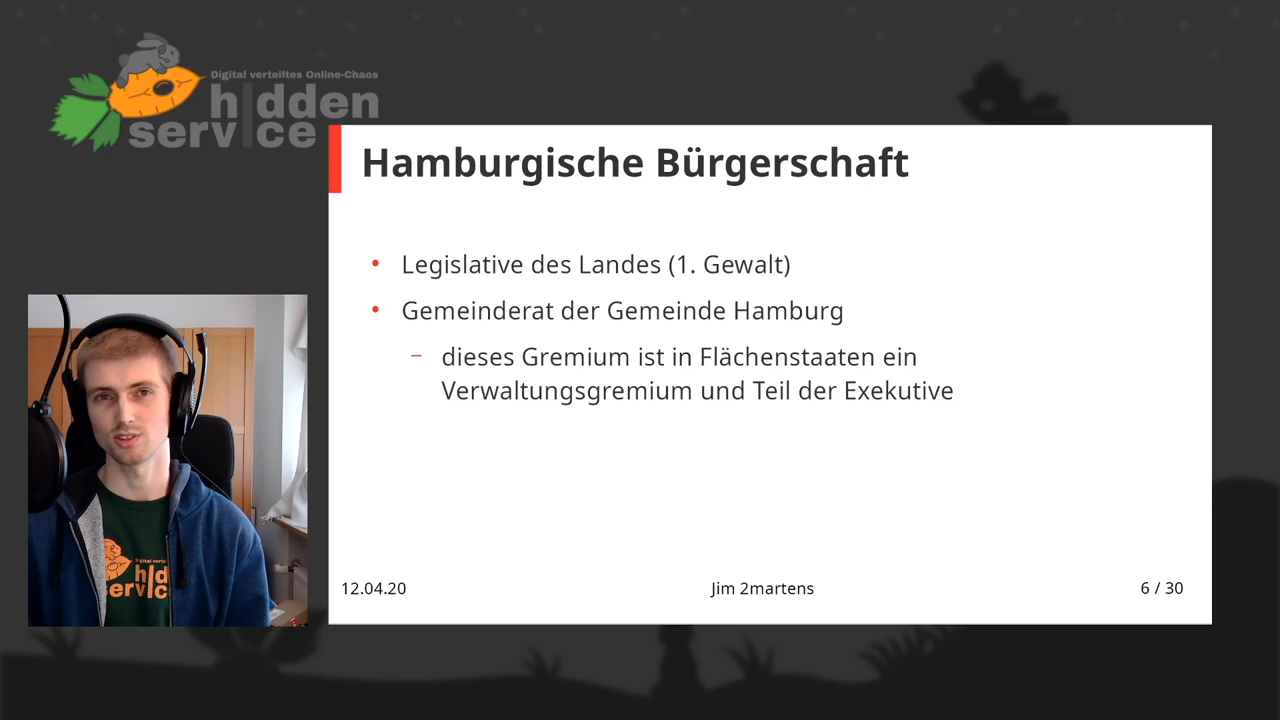 Digital verteiltes Online-Chaos
hidden
service
Hamburgische Bürgerschaft
• Legislative des Landes (1. Gewalt)
• Gemeinderat der Gemeinde Hamburg
– dieses Gremium ist in Flächenstaaten ein
Verwaltungsgremium und Teil der Exekutive
12.04.20
Jim 2martens
6 / 30